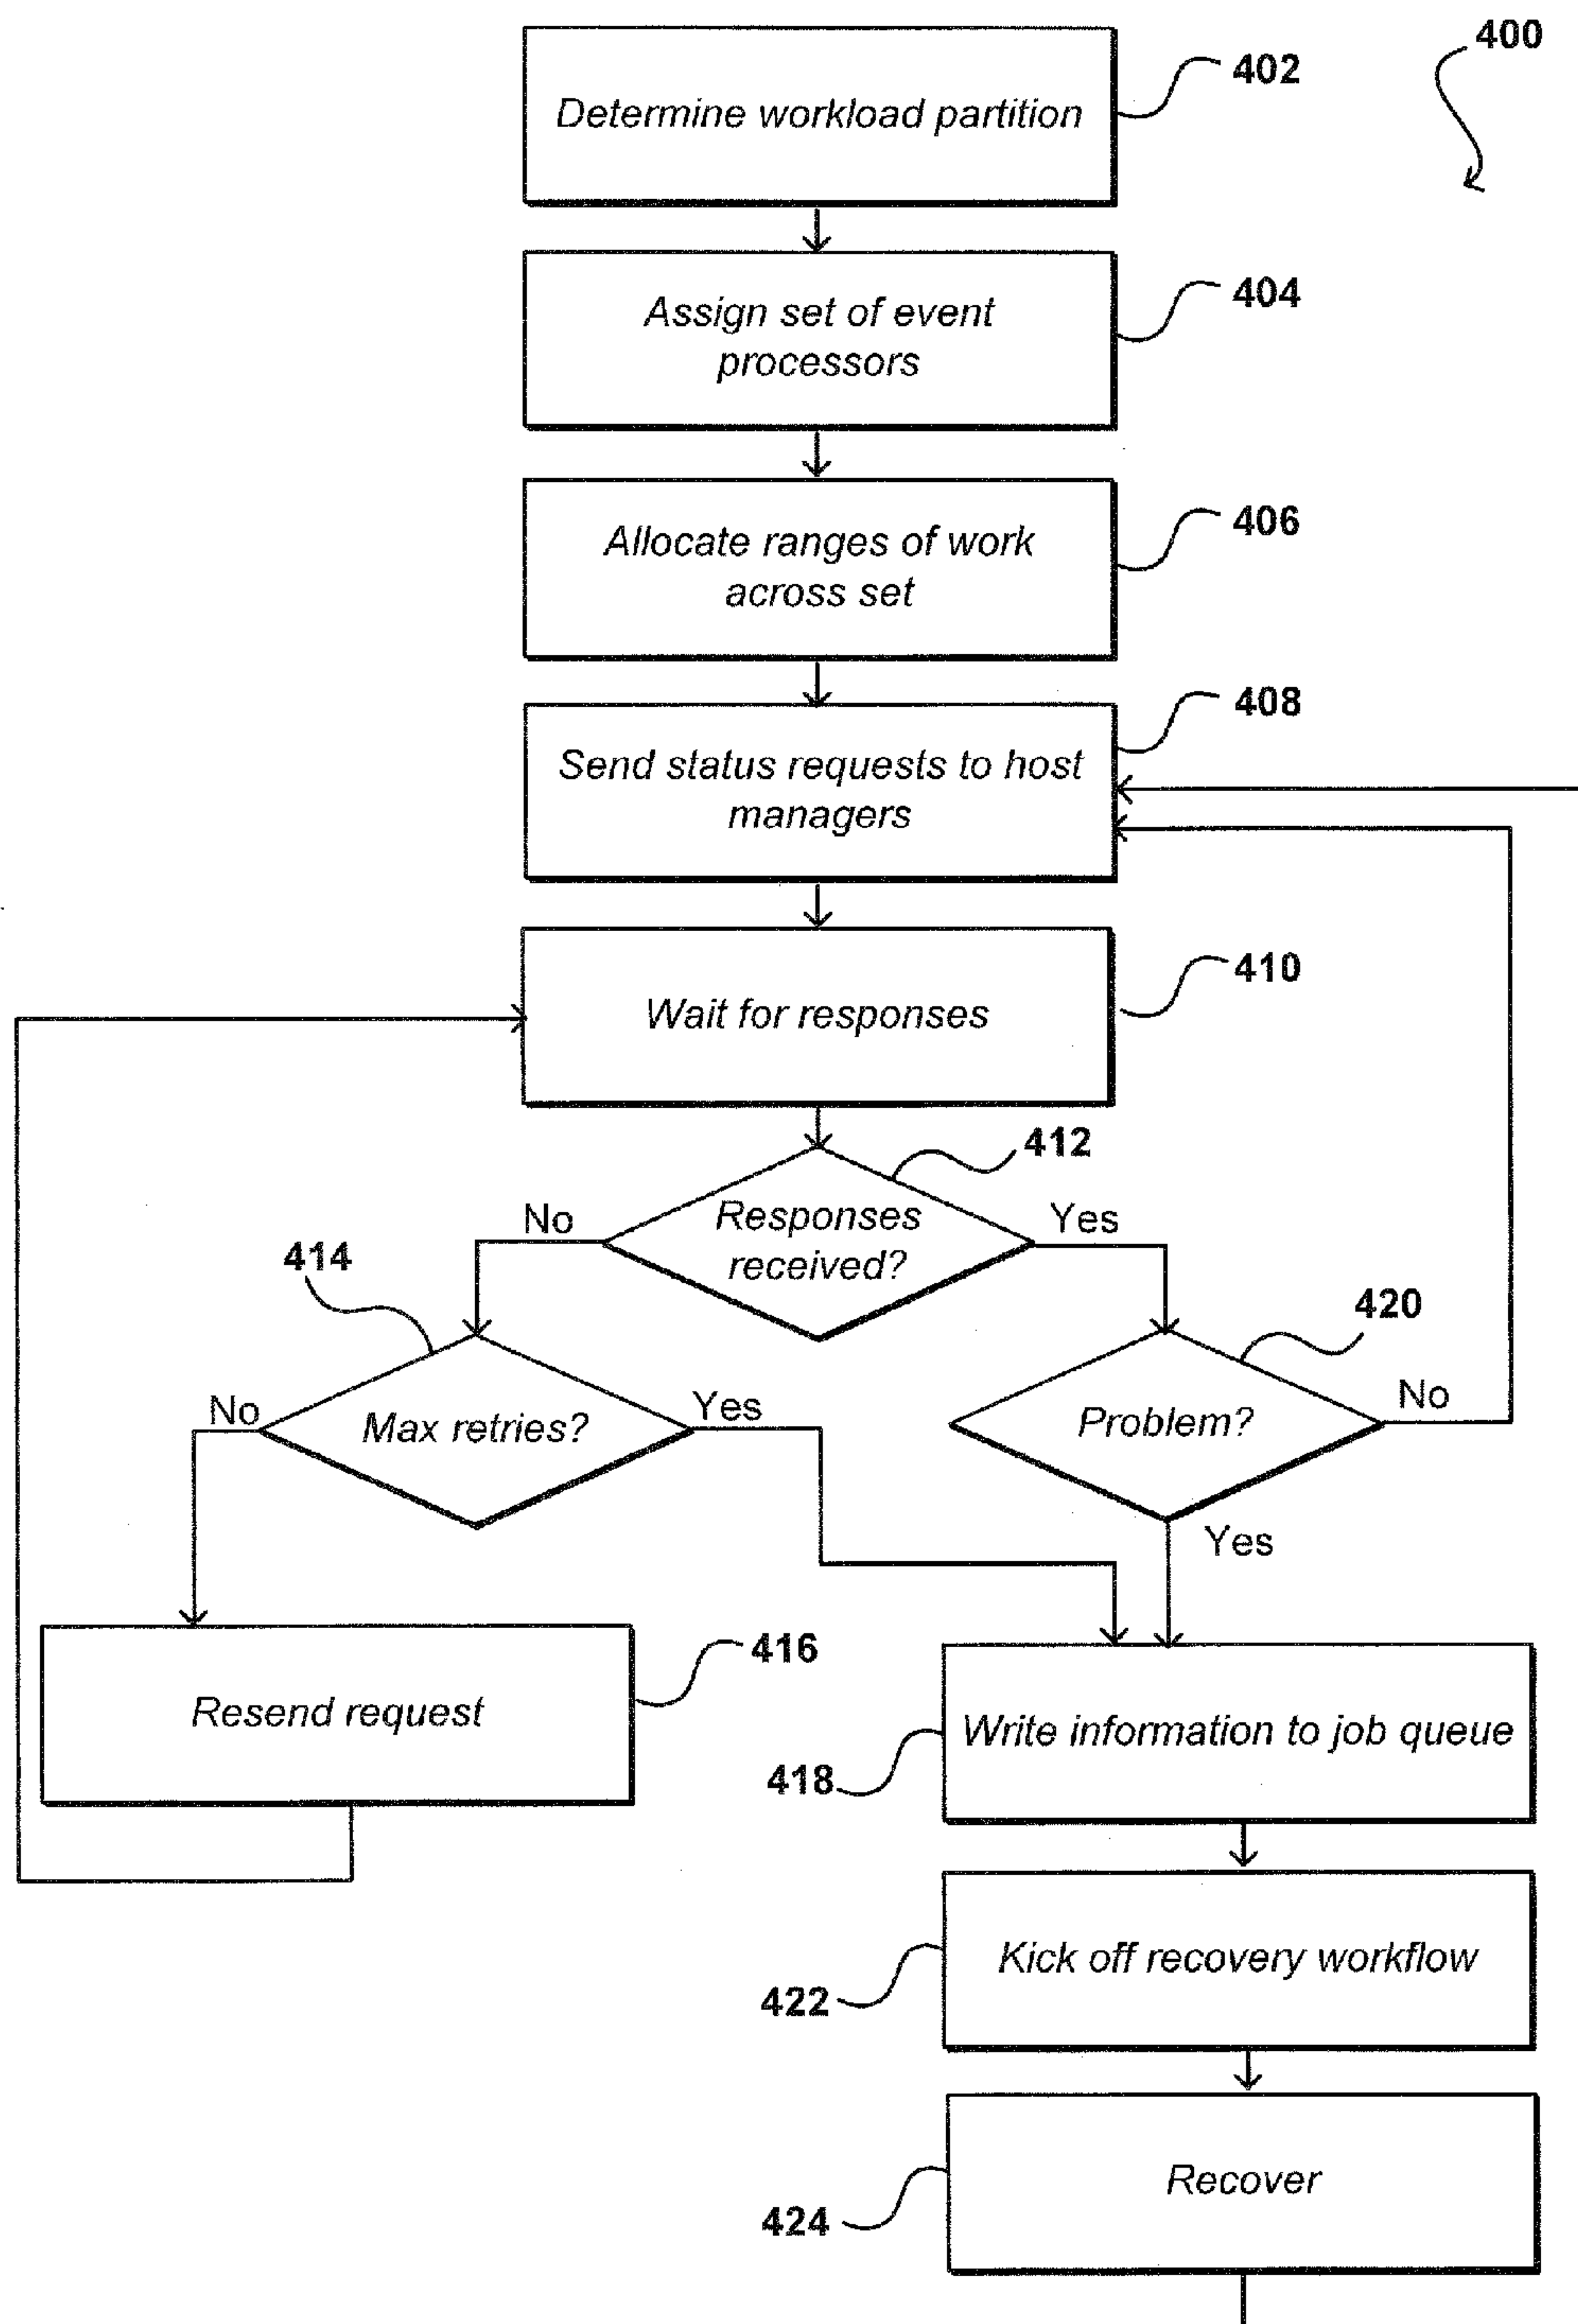 400
402
Determine workload partition
404
Assign set of event
processors
406
Allocate ranges of work
across set
408
Send status requests to host
managers
410
Wait for responses
412
No
Responses
received?
Yes
414
420
No
Max retries?
Yes
Problem?
No
Yes
416
Resend request
Write information to job queue
418
Kick off recovery workflow
422
Recover
424